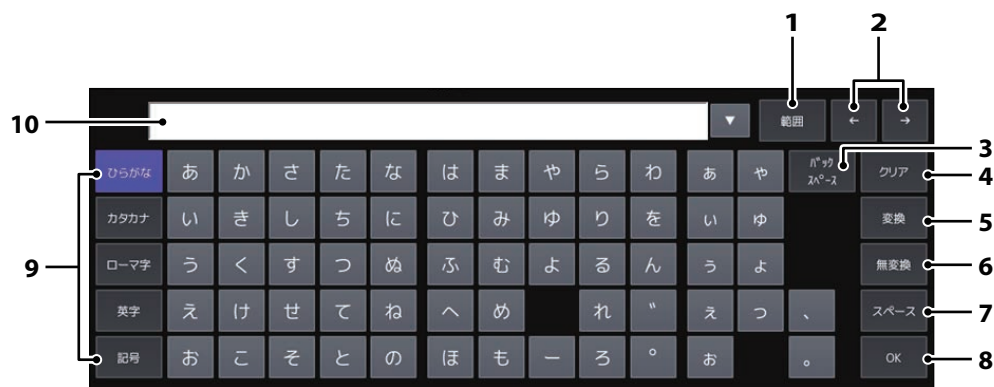 1 2
10 ▼ 範囲 ← →
3
ひらがな あ か さ た な は ま や ら わ ぁ ゃ バックスペース クリア 4
カタカナ い き し ち に ひ み ゆ り を ぃ ゅ 変換 5
9 ローマ字 う く す つ ぬ ふ む よ る ん ぅ ょ 無変換 6
英字 え け せ て ね へ め れ ゛ ぇ っ 、 スペース 7
記号 お こ そ と の ほ も ー ろ ゜ ぉ 。 OK 8